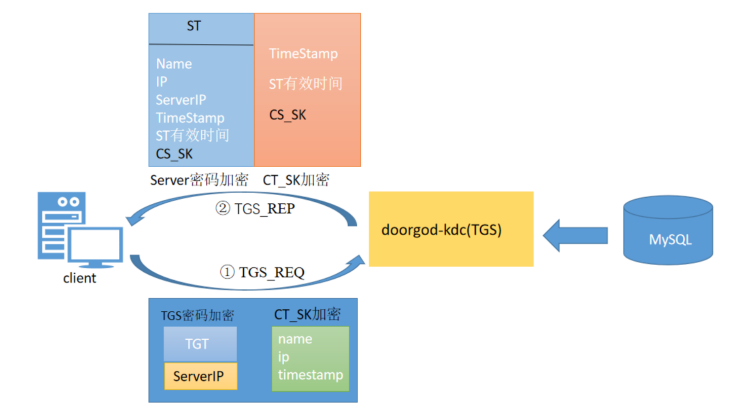 ST
Name
IP
ServerIP
TimeStamp
ST有效时间
CS_SK
TimeStamp
ST有效时间
CS_SK
Server密码加密 CT_SK加密
② TGS_REP
doorgod-kdc(TGS)
MySQL
client
① TGS_REQ
TGS密码加密 CT_SK加密
TGT
ServerIP
name
ip
timestamp